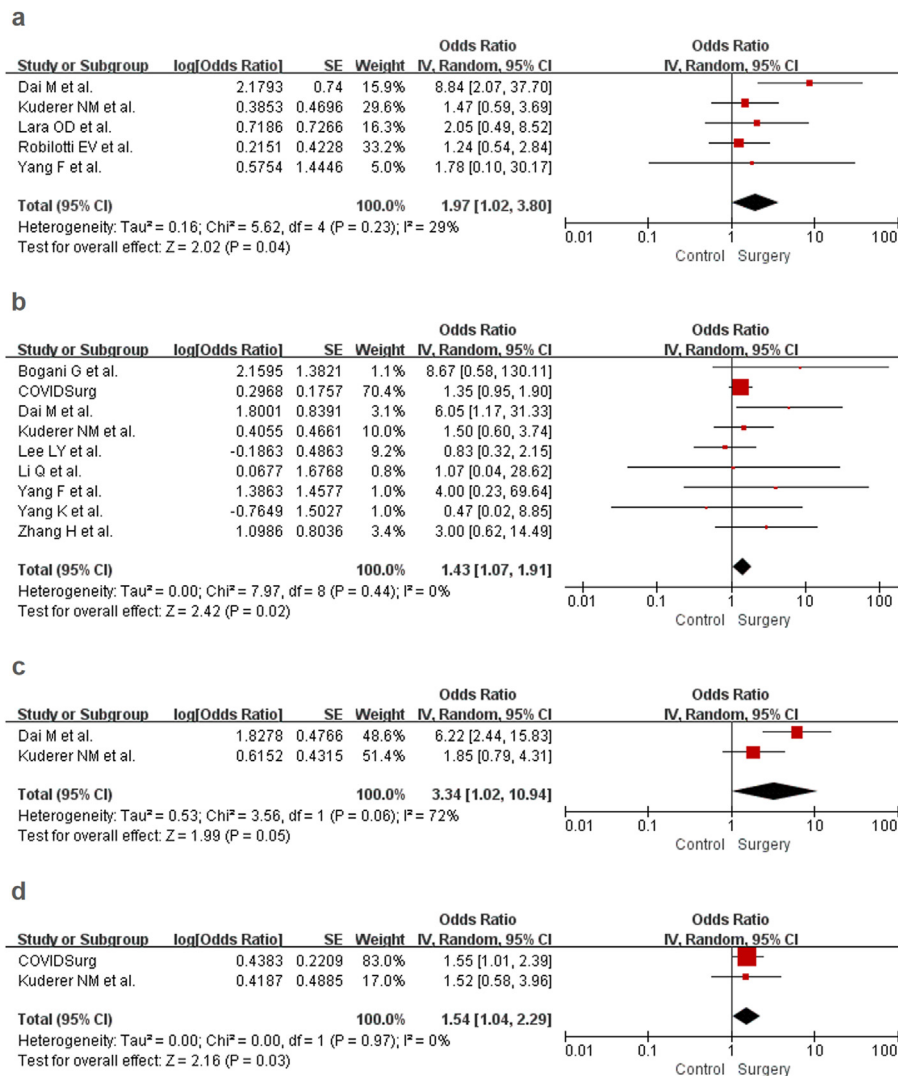 a
Odds Ratio Odds Ratio
Study or Subgroup log[Odds Ratio] SE Weight IV, Random, 95% CI IV, Random, 95% CI
Dai M et al. 2.1793 0.74 15.9% 8.84 [2.07, 37.70]
Kuderer NM et al. 0.3853 0.4696 29.6% 1.47 [0.59, 3.69]
Lara OD et al. 0.7186 0.7266 16.3% 2.05 [0.49, 8.52]
Robilotti EV et al. 0.2151 0.4228 33.2% 1.24 [0.54, 2.84]
Yang F et al. 0.5754 1.4446 5.0% 1.78 [0.10, 30.17]
Total (95% CI) 100.0% 1.97 [1.02, 3.80]
Heterogeneity: Tau² = 0.16; Chi² = 5.62, df = 4 (P = 0.23); I² = 29%
Test for overall effect: Z = 2.02 (P = 0.04)
0.01 0.1 1 10 100
Control Surgery
b
Odds Ratio Odds Ratio
Study or Subgroup log[Odds Ratio] SE Weight IV, Random, 95% CI IV, Random, 95% CI
Bogani G et al. 2.1595 1.3821 1.1% 8.67 [0.58, 130.11]
COVIDSurg 0.2968 0.1757 70.4% 1.35 [0.95, 1.90]
Dai M et al. 1.8001 0.8391 3.1% 6.05 [1.17, 31.33]
Kuderer NM et al. 0.4055 0.4661 10.0% 1.50 [0.60, 3.74]
Lee LY et al. -0.1863 0.4863 9.2% 0.83 [0.32, 2.15]
Li Q et al. 0.0677 1.6768 0.8% 1.07 [0.04, 28.62]
Yang F et al. 1.3863 1.4577 1.0% 4.00 [0.23, 69.64]
Yang K et al. -0.7649 1.5027 1.0% 0.47 [0.02, 8.85]
Zhang H et al. 1.0986 0.8036 3.4% 3.00 [0.62, 14.49]
Total (95% CI) 100.0% 1.43 [1.07, 1.91]
Heterogeneity: Tau² = 0.00; Chi² = 7.97, df = 8 (P = 0.44); I² = 0%
Test for overall effect: Z = 2.42 (P = 0.02)
0.01 0.1 1 10 100
Control Surgery
c
Odds Ratio Odds Ratio
Study or Subgroup log[Odds Ratio] SE Weight IV, Random, 95% CI IV, Random, 95% CI
Dai M et al. 1.8278 0.4766 48.6% 6.22 [2.44, 15.83]
Kuderer NM et al. 0.6152 0.4315 51.4% 1.85 [0.79, 4.31]
Total (95% CI) 100.0% 3.34 [1.02, 10.94]
Heterogeneity: Tau² = 0.53; Chi² = 3.56, df = 1 (P = 0.06); I² = 72%
Test for overall effect: Z = 1.99 (P = 0.05)
0.01 0.1 1 10 100
Control Surgery
d
Odds Ratio Odds Ratio
Study or Subgroup log[Odds Ratio] SE Weight IV, Random, 95% CI IV, Random, 95% CI
COVIDSurg 0.4383 0.2209 83.0% 1.55 [1.01, 2.39]
Kuderer NM et al. 0.4187 0.4885 17.0% 1.52 [0.58, 3.96]
Total (95% CI) 100.0% 1.54 [1.04, 2.29]
Heterogeneity: Tau² = 0.00; Chi² = 0.00, df = 1 (P = 0.97); I² = 0%
Test for overall effect: Z = 2.16 (P = 0.03)
0.01 0.1 1 10 100
Control Surgery